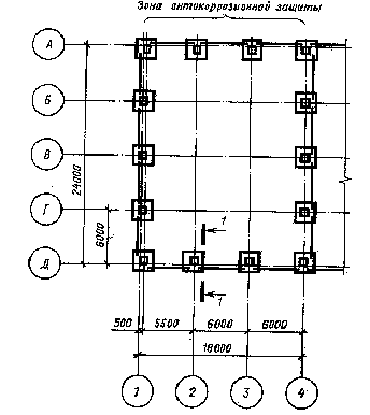 Зона антикоррозионной защиты
А
Б
В
Г
Д
24000
6000
1
1
500 5500 6000 6000
18000
1 2 3 4